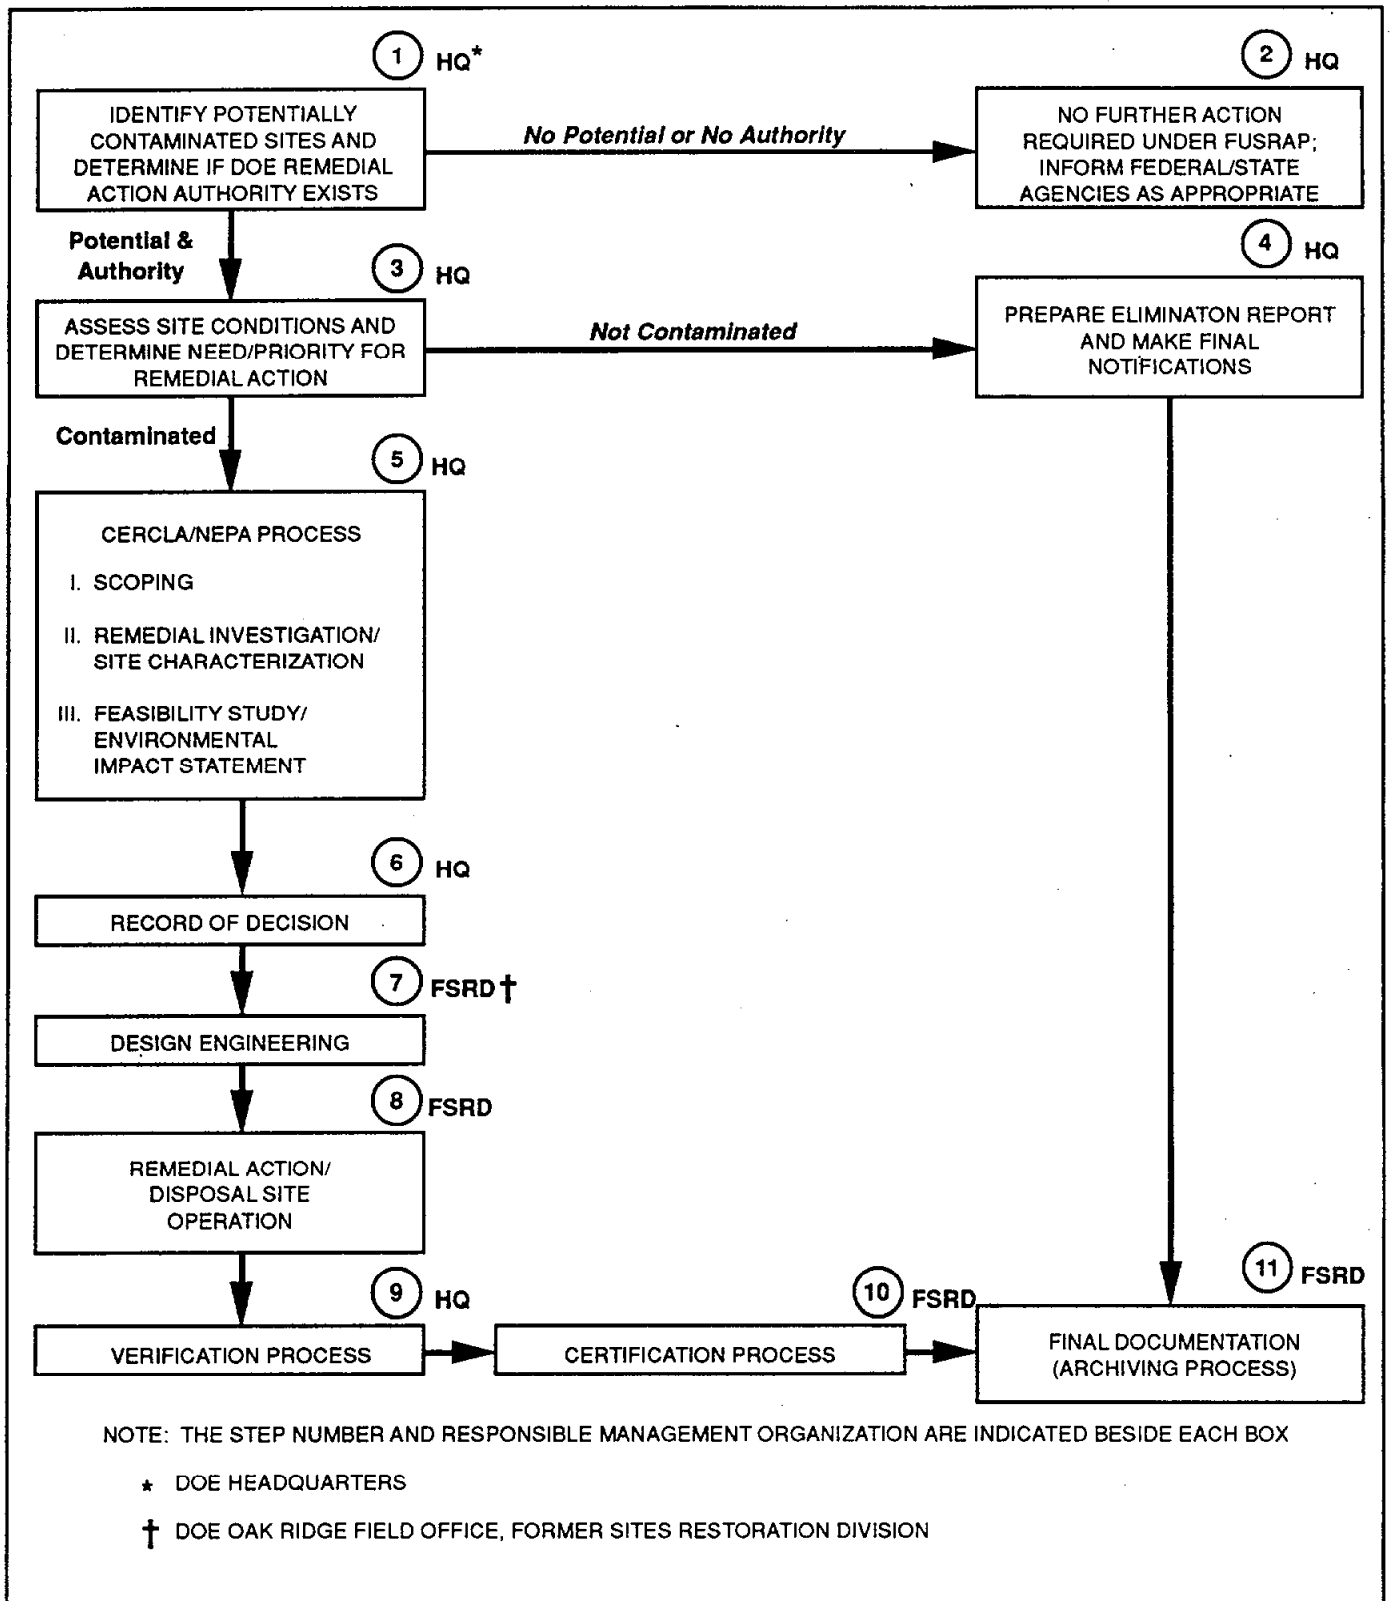 1 HQ*
IDENTIFY POTENTIALLY
CONTAMINATED SITES AND
DETERMINE IF DOE REMEDIAL
ACTION AUTHORITY EXISTS
No Potential or No Authority
2 HQ
NO FURTHER ACTION
REQUIRED UNDER FUSRAP;
INFORM FEDERAL/STATE
AGENCIES AS APPROPRIATE
Potential &
Authority
3 HQ
ASSESS SITE CONDITIONS AND
DETERMINE NEED/PRIORITY FOR
REMEDIAL ACTION
Not Contaminated
4 HQ
PREPARE ELIMINATON REPORT
AND MAKE FINAL
NOTIFICATIONS
Contaminated
5 HQ
CERCLA/NEPA PROCESS
I. SCOPING
II. REMEDIAL INVESTIGATION/
SITE CHARACTERIZATION
III. FEASIBILITY STUDY/
ENVIRONMENTAL
IMPACT STATEMENT
6 HQ
RECORD OF DECISION
7 FSRD†
DESIGN ENGINEERING
8 FSRD
REMEDIAL ACTION/
DISPOSAL SITE
OPERATION
9 HQ
VERIFICATION PROCESS
10 FSRD
CERTIFICATION PROCESS
11 FSRD
FINAL DOCUMENTATION
(ARCHIVING PROCESS)
NOTE: THE STEP NUMBER AND RESPONSIBLE MANAGEMENT ORGANIZATION ARE INDICATED BESIDE EACH BOX
* DOE HEADQUARTERS
† DOE OAK RIDGE FIELD OFFICE, FORMER SITES RESTORATION DIVISION